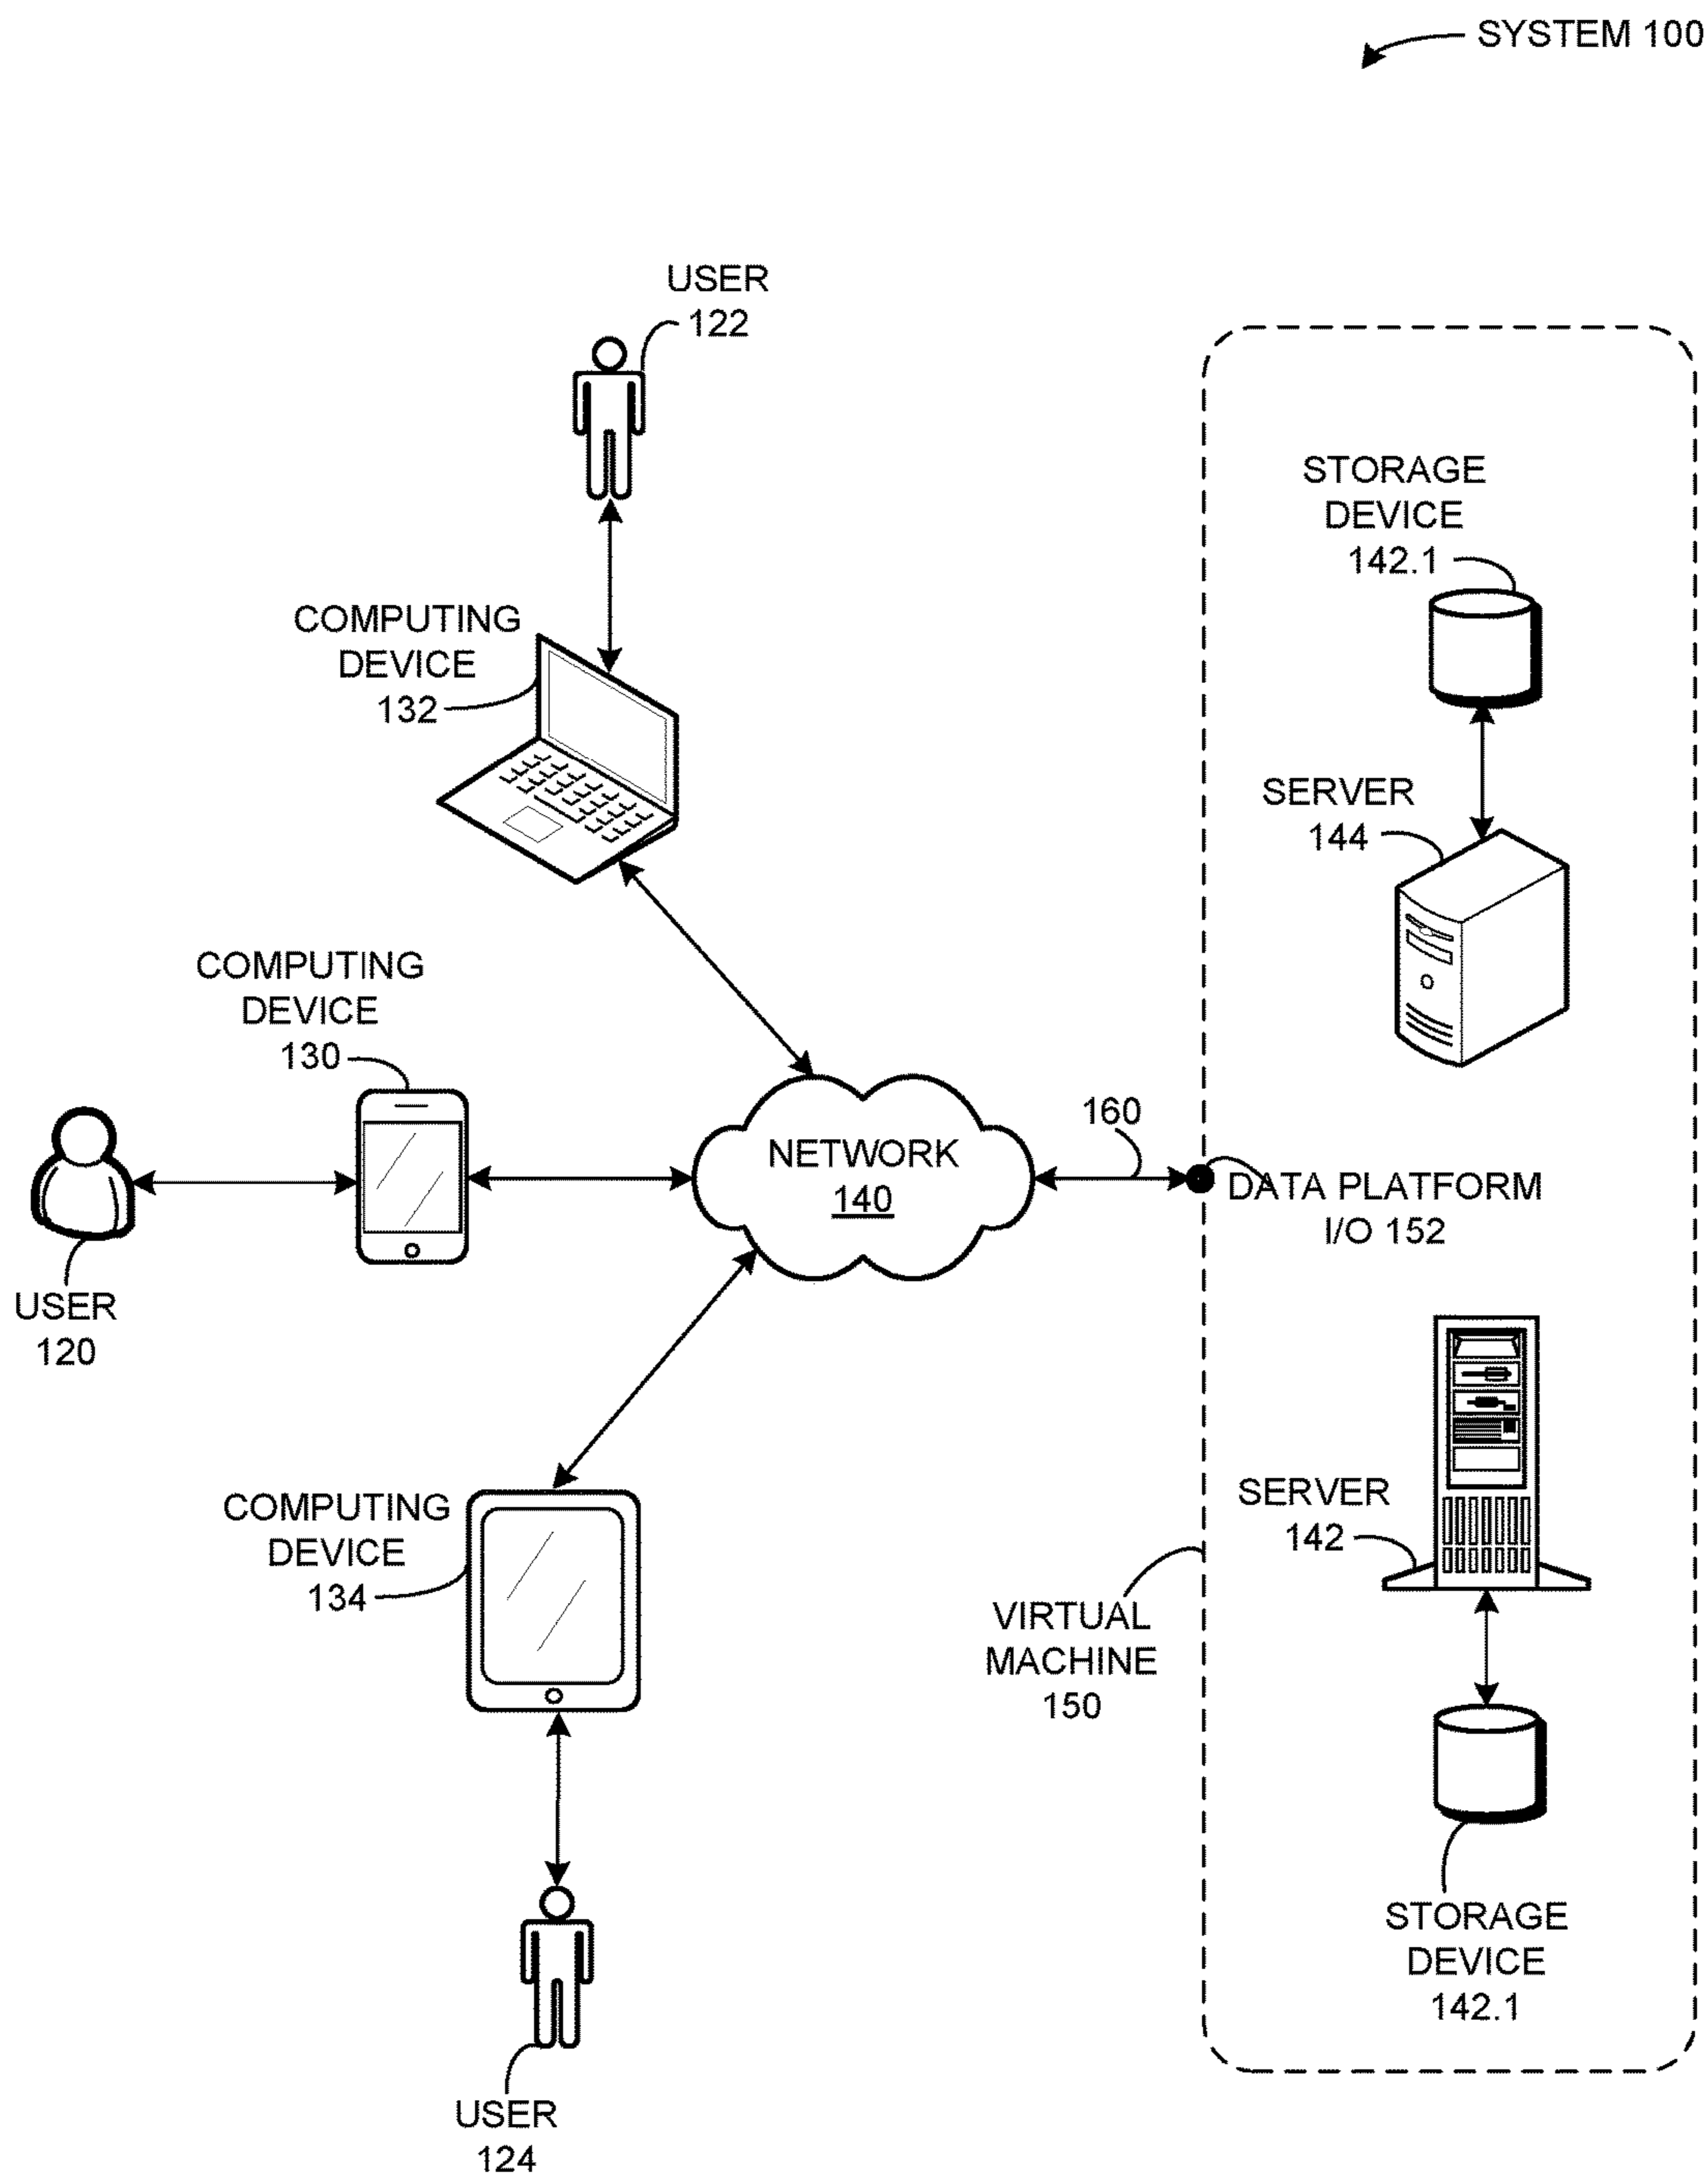 SYSTEM 100
USER
122
STORAGE
DEVICE
142.1
COMPUTING
DEVICE
132
SERVER
144
COMPUTING
DEVICE
130
NETWORK
140
160
DATA PLATFORM
I/O 152
USER
120
COMPUTING
DEVICE
134
SERVER
142
VIRTUAL
MACHINE
150
STORAGE
DEVICE
142.1
USER
124